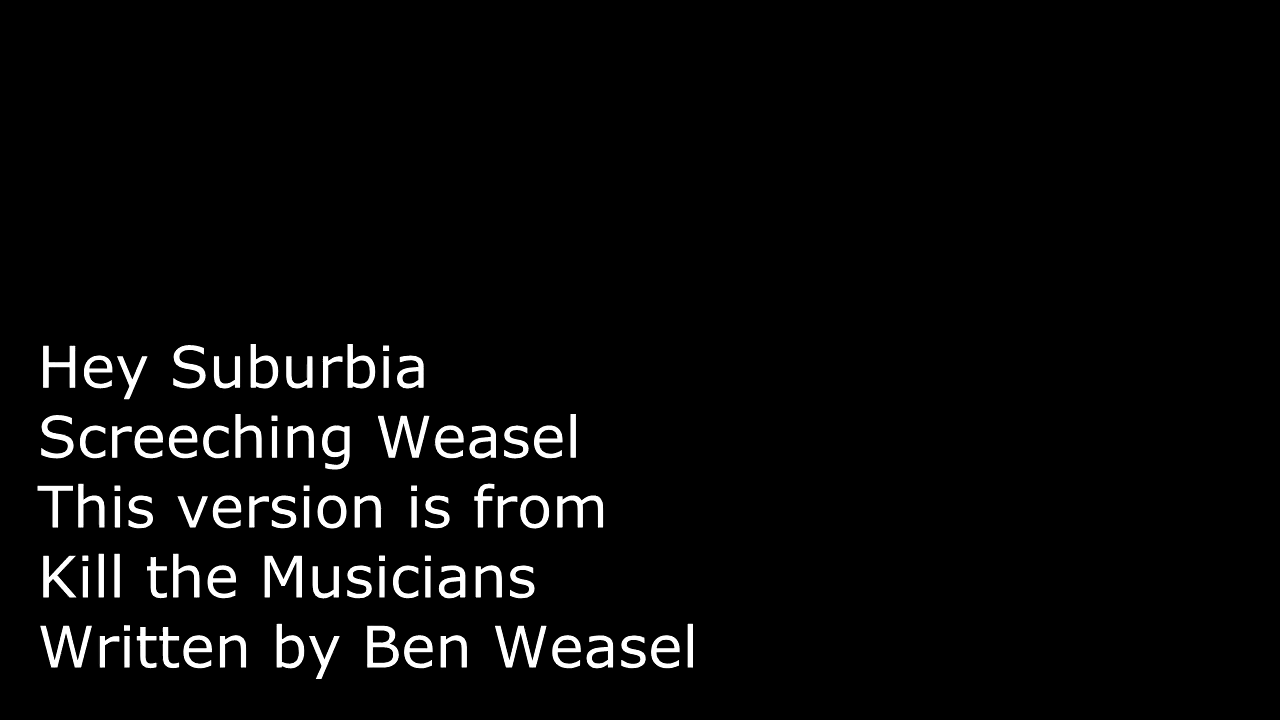 Hey Suburbia
Screeching Weasel
This version is from
Kill the Musicians
Written by Ben Weasel